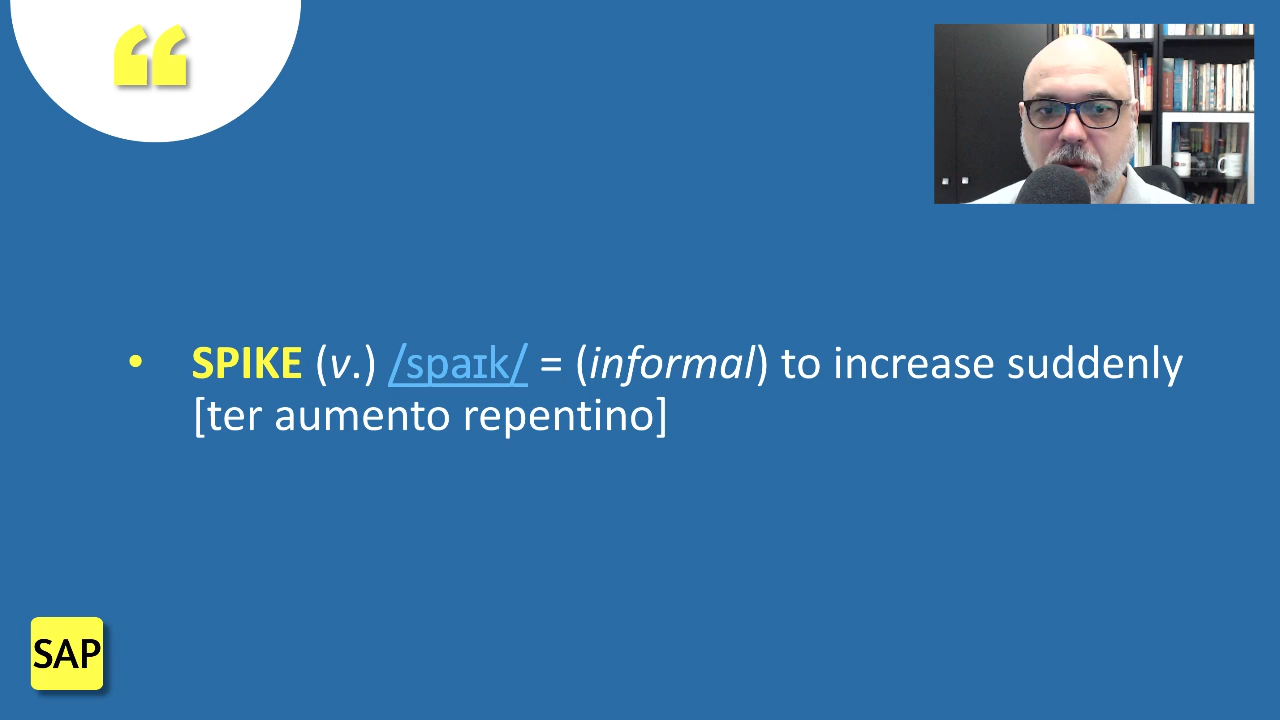 “
• SPIKE (v.) /spaɪk/ = (informal) to increase suddenly
[ter aumento repentino]
SAP